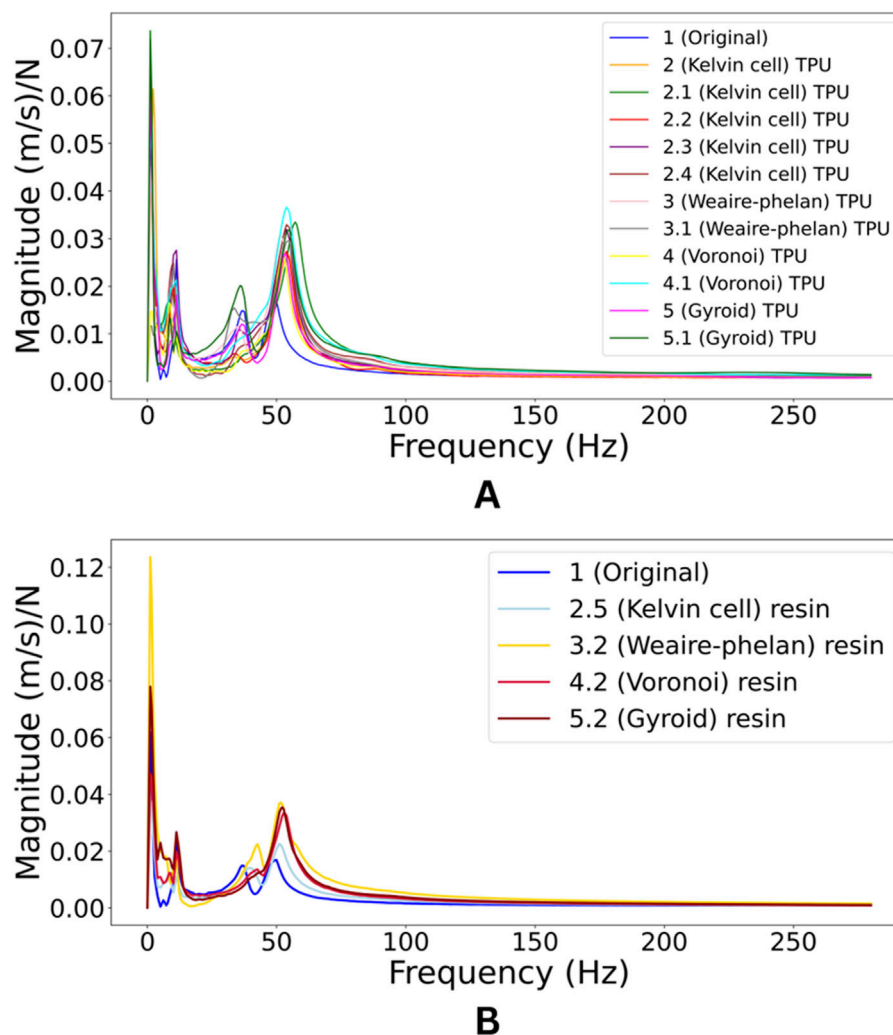 0.07
0.06
0.05
0.04
0.03
0.02
0.01
0.00
Magnitude (m/s)/N
1 (Original)
2 (Kelvin cell) TPU
2.1 (Kelvin cell) TPU
2.2 (Kelvin cell) TPU
2.3 (Kelvin cell) TPU
2.4 (Kelvin cell) TPU
3 (Weaire-phelan) TPU
3.1 (Weaire-phelan) TPU
4 (Voronoi) TPU
4.1 (Voronoi) TPU
5 (Gyroid) TPU
5.1 (Gyroid) TPU
0 50 100 150 200 250
Frequency (Hz)
A
0.12
0.10
0.08
0.06
0.04
0.02
0.00
Magnitude (m/s)/N
1 (Original)
2.5 (Kelvin cell) resin
3.2 (Weaire-phelan) resin
4.2 (Voronoi) resin
5.2 (Gyroid) resin
0 50 100 150 200 250
Frequency (Hz)
B